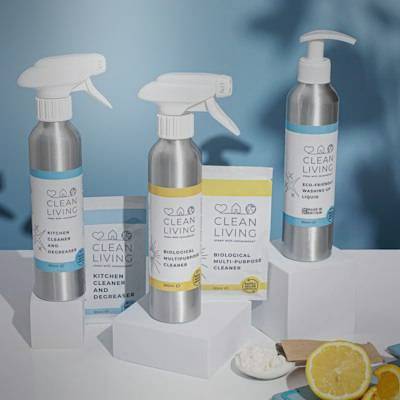 CLEAN
LIVING
KITCHEN
CLEANER
AND
DEGREASER
CLEAN
LIVING
KITCHEN
CLEANER
AND
DEGREASER
CLEAN
LIVING
BIOLOGICAL
MULTIPURPOSE
CLEANER
CLEAN
LIVING
BIOLOGICAL
MULTI-PURPOSE
CLEANER
CLEAN
LIVING
ECO-FRIENDLY
WASHING UP
LIQUID